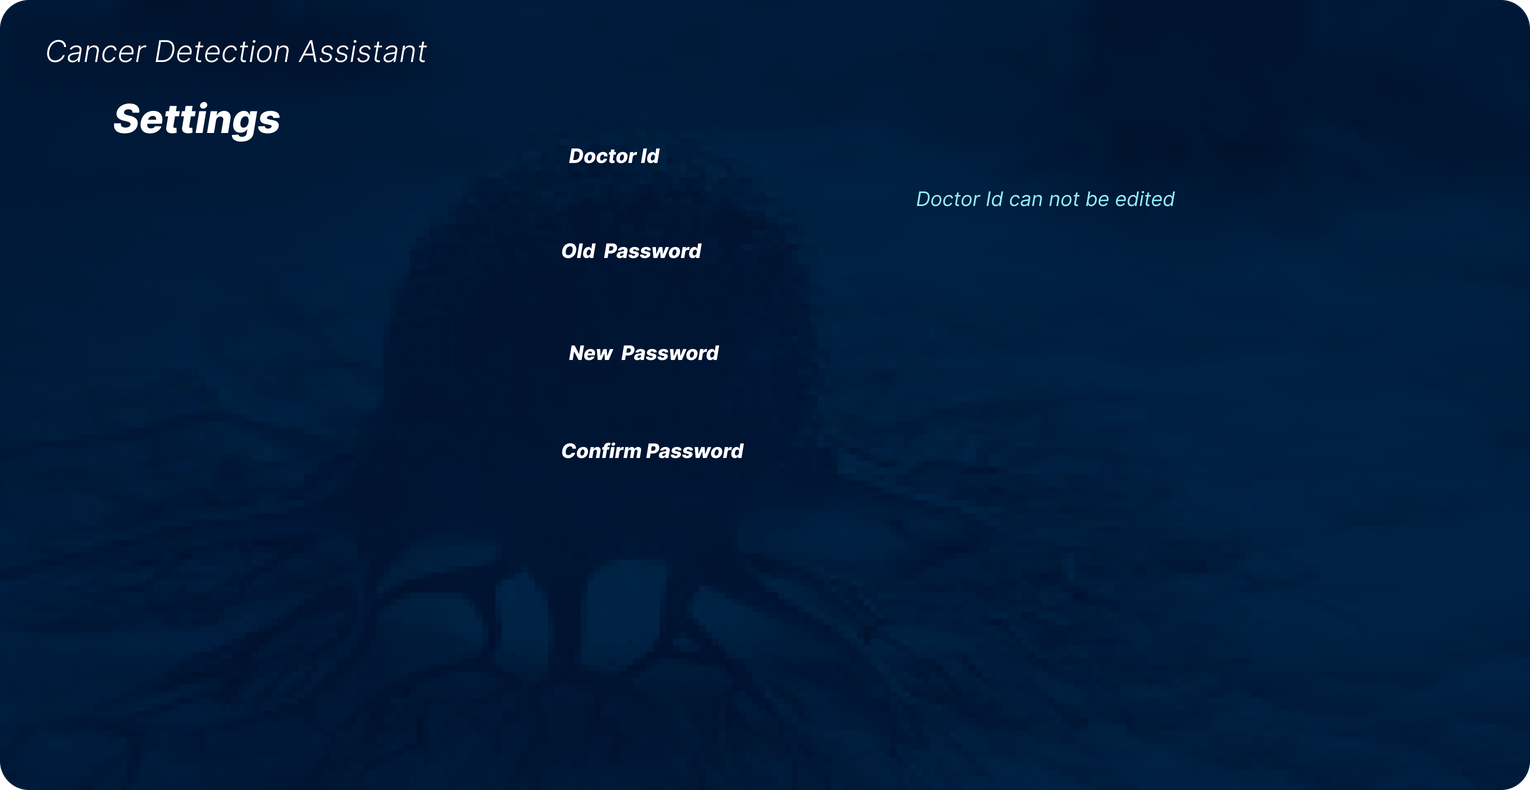 Cancer Detection Assistant
Settings
Doctor Id
Doctor Id can not be edited
Old  Password
New  Password
Confirm Password